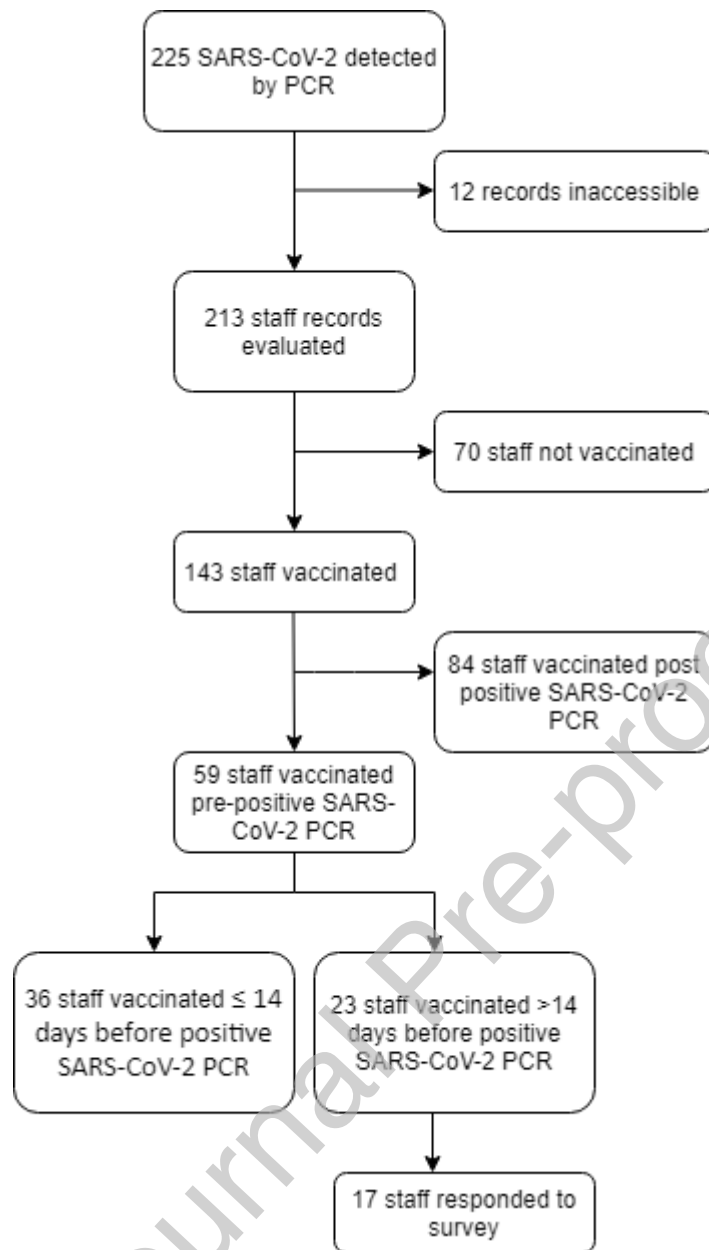 225 SARS-CoV-2 detected
by PCR
12 records inaccessible
213 staff records
evaluated
70 staff not vaccinated
143 staff vaccinated
84 staff vaccinated post
positive SARS-CoV-2
PCR
59 staff vaccinated
pre-positive SARS-
CoV-2 PCR
36 staff vaccinated ≤ 14
days before positive
SARS-CoV-2 PCR
23 staff vaccinated >14
days before positive
SARS-CoV-2 PCR
17 staff responded to
survey
Journal Pre-proo